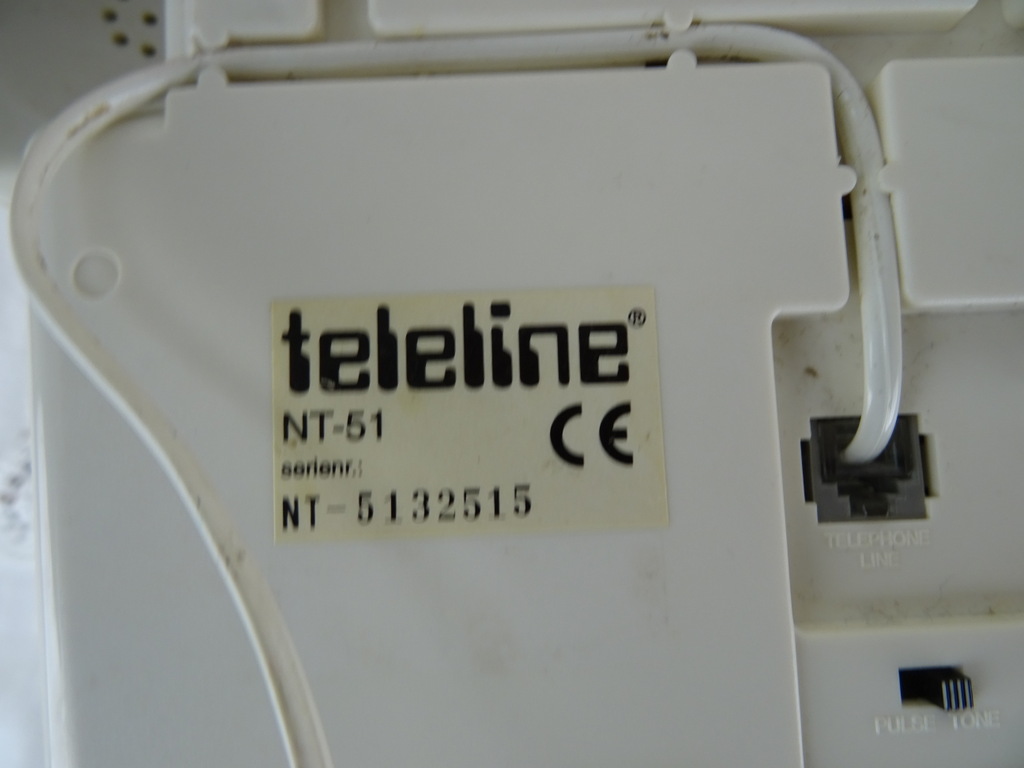 teleline®
NT-51
CE
serienr.:
NT-5132515
TELEPHONE
LINE
PULSE TONE